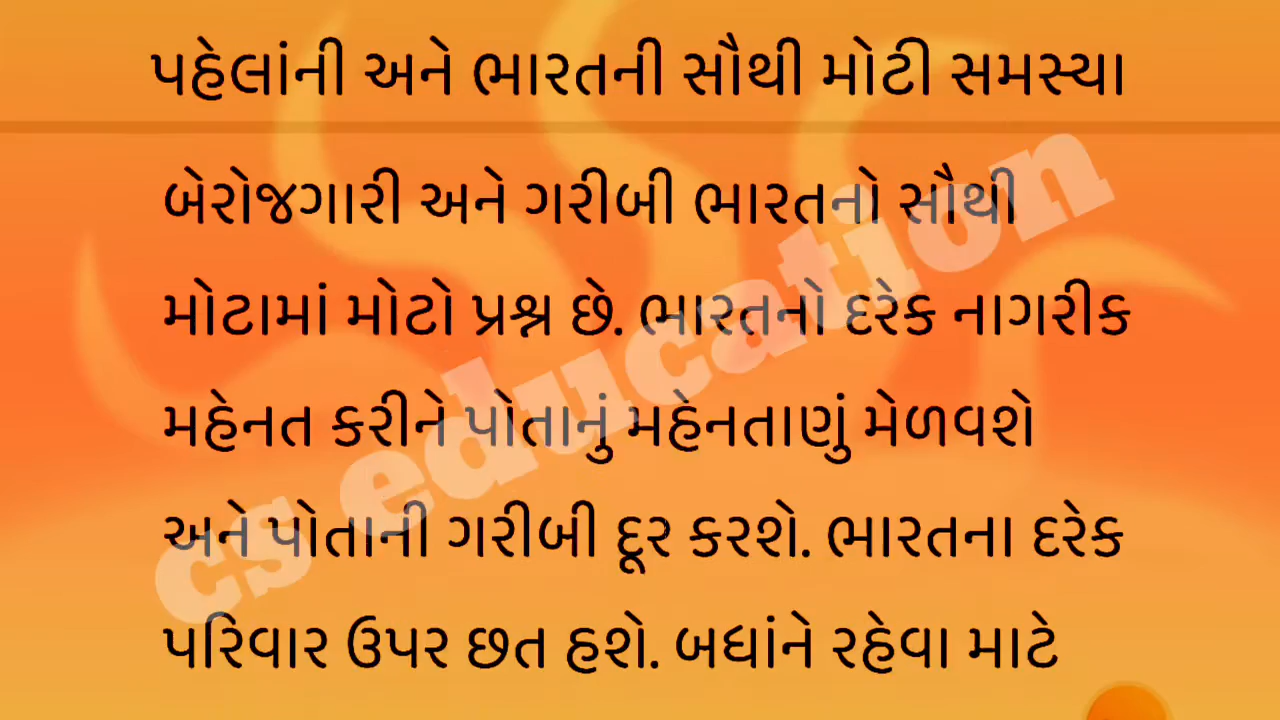 પહેલાંની અને ભારતની સૌથી મોટી સમસ્યા
બેરોજગારી અને ગરીબી ભારતનો સૌથી
મોટામાં મોટો પ્રશ્ન છે. ભારતનો દરેક નાગરીક
મહેનત કરીને પોતાનું મહેનતાણું મેળવશે
અને પોતાની ગરીબી દૂર કરશે. ભારતના દરેક
પરિવાર ઉપર છત હશે. બધાંને રહેવા માટે
cs education